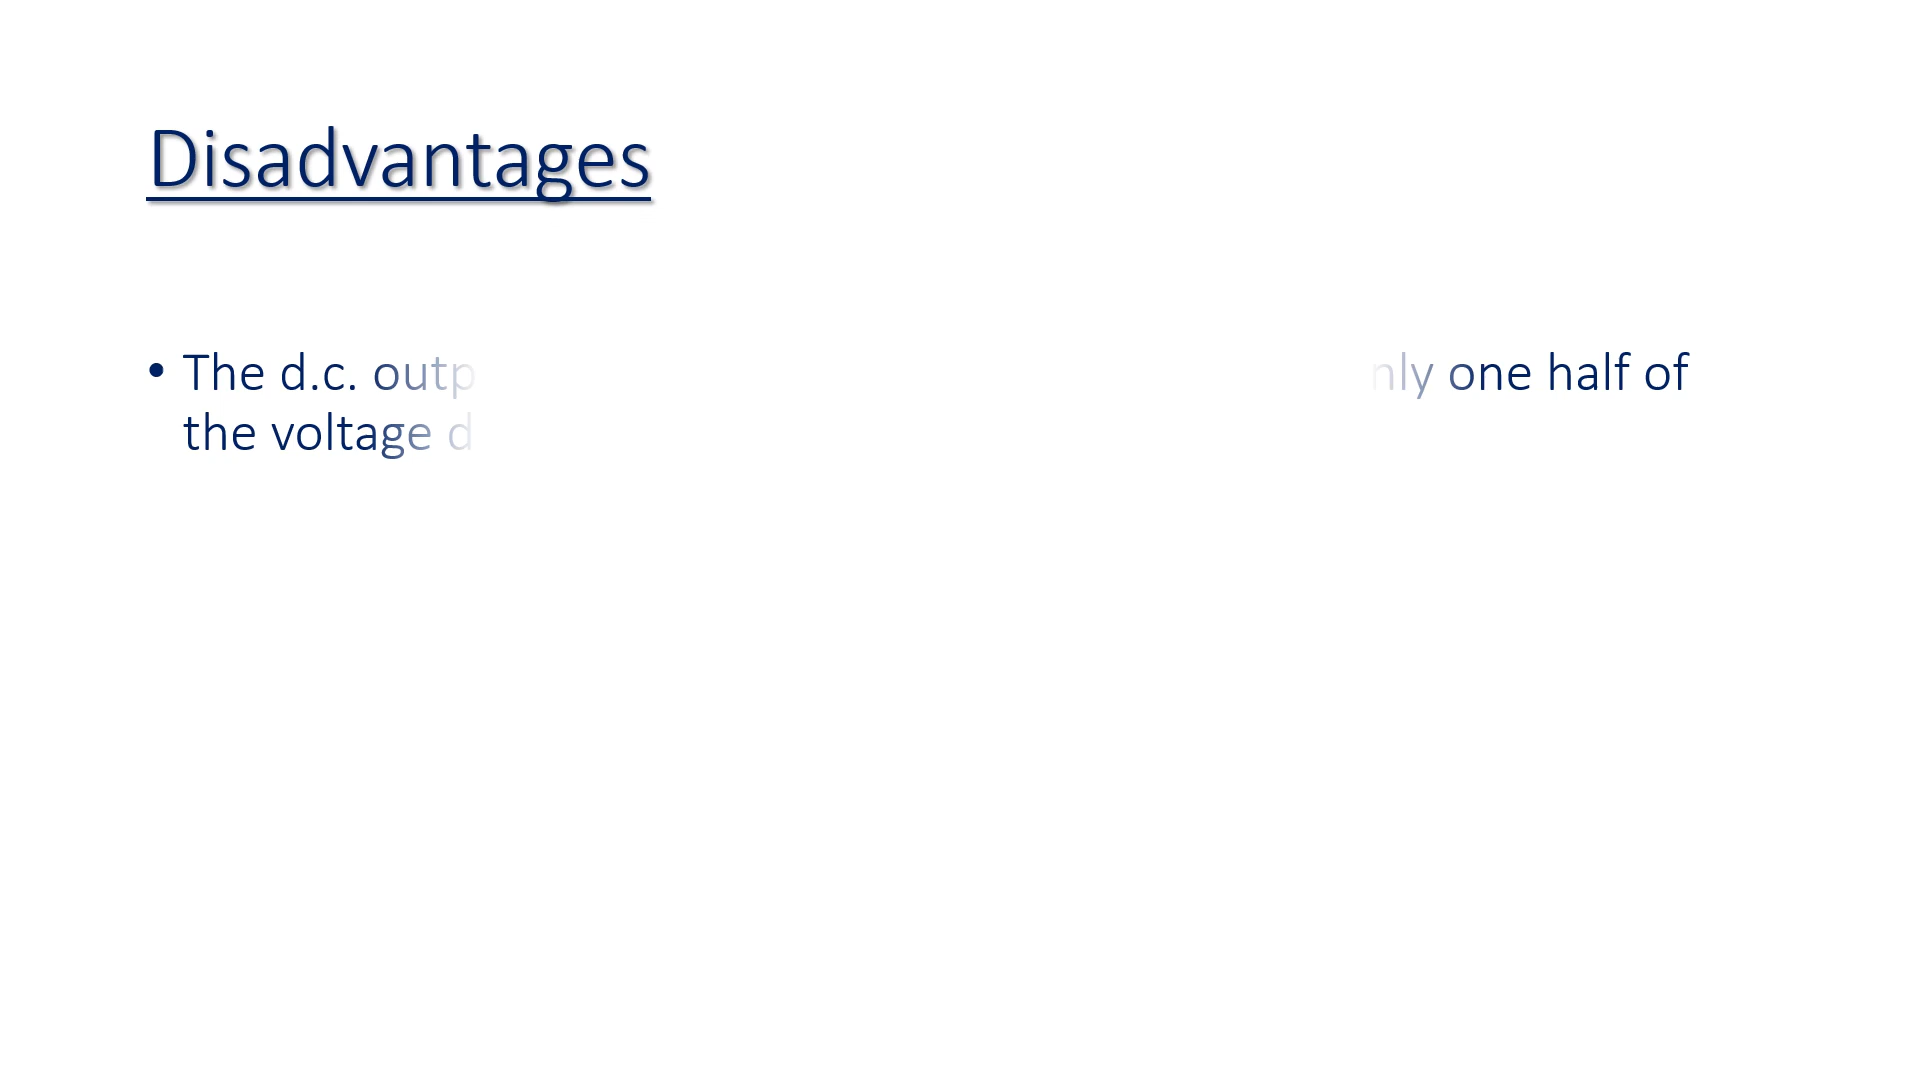 Disadvantages
• The d.c. outp nly one half of
the voltage d